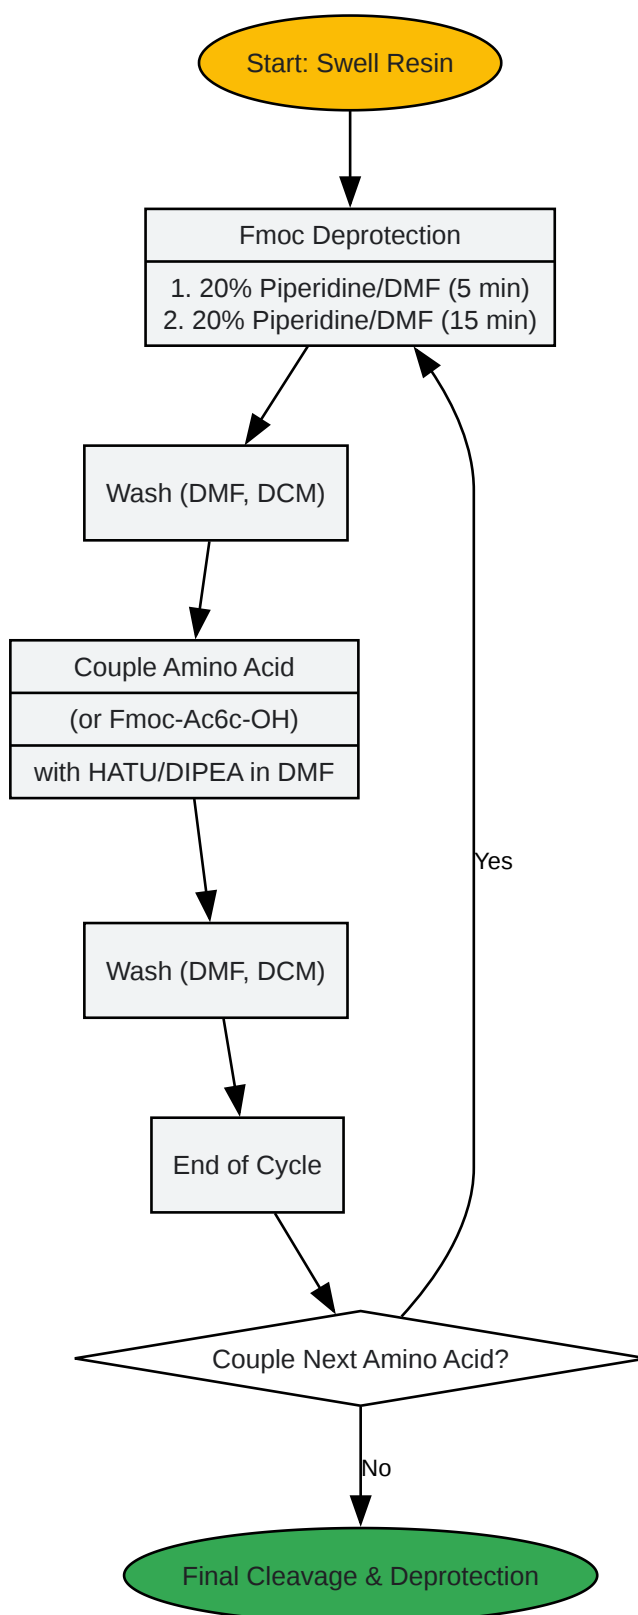 Start: Swell Resin
Fmoc Deprotection
1. 20% Piperidine/DMF (5 min)
2. 20% Piperidine/DMF (15 min)
Wash (DMF, DCM)
Couple Amino Acid
(or Fmoc-Ac6c-OH)
with HATU/DIPEA in DMF
Yes
Wash (DMF, DCM)
End of Cycle
Couple Next Amino Acid?
No
Final Cleavage & Deprotection